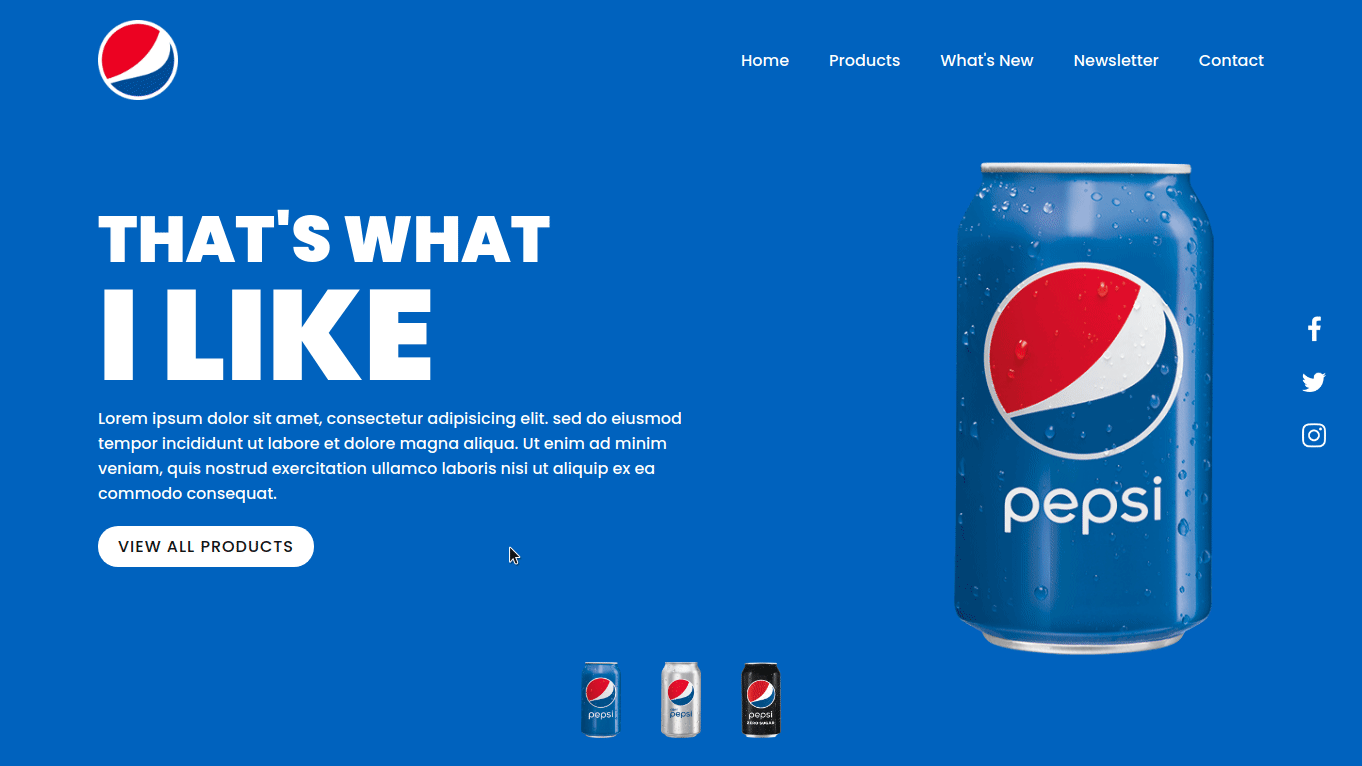 Home Products What's New Newsletter Contact
THAT'S WHAT
I LIKE
Lorem ipsum dolor sit amet, consectetur adipisicing elit. sed do eiusmod
tempor incididunt ut labore et dolore magna aliqua. Ut enim ad minim
veniam, quis nostrud exercitation ullamco laboris nisi ut aliquip ex ea
commodo consequat.
VIEW ALL PRODUCTS
pepsi
pepsi
pepsi
pepsi
ZERO SUGAR